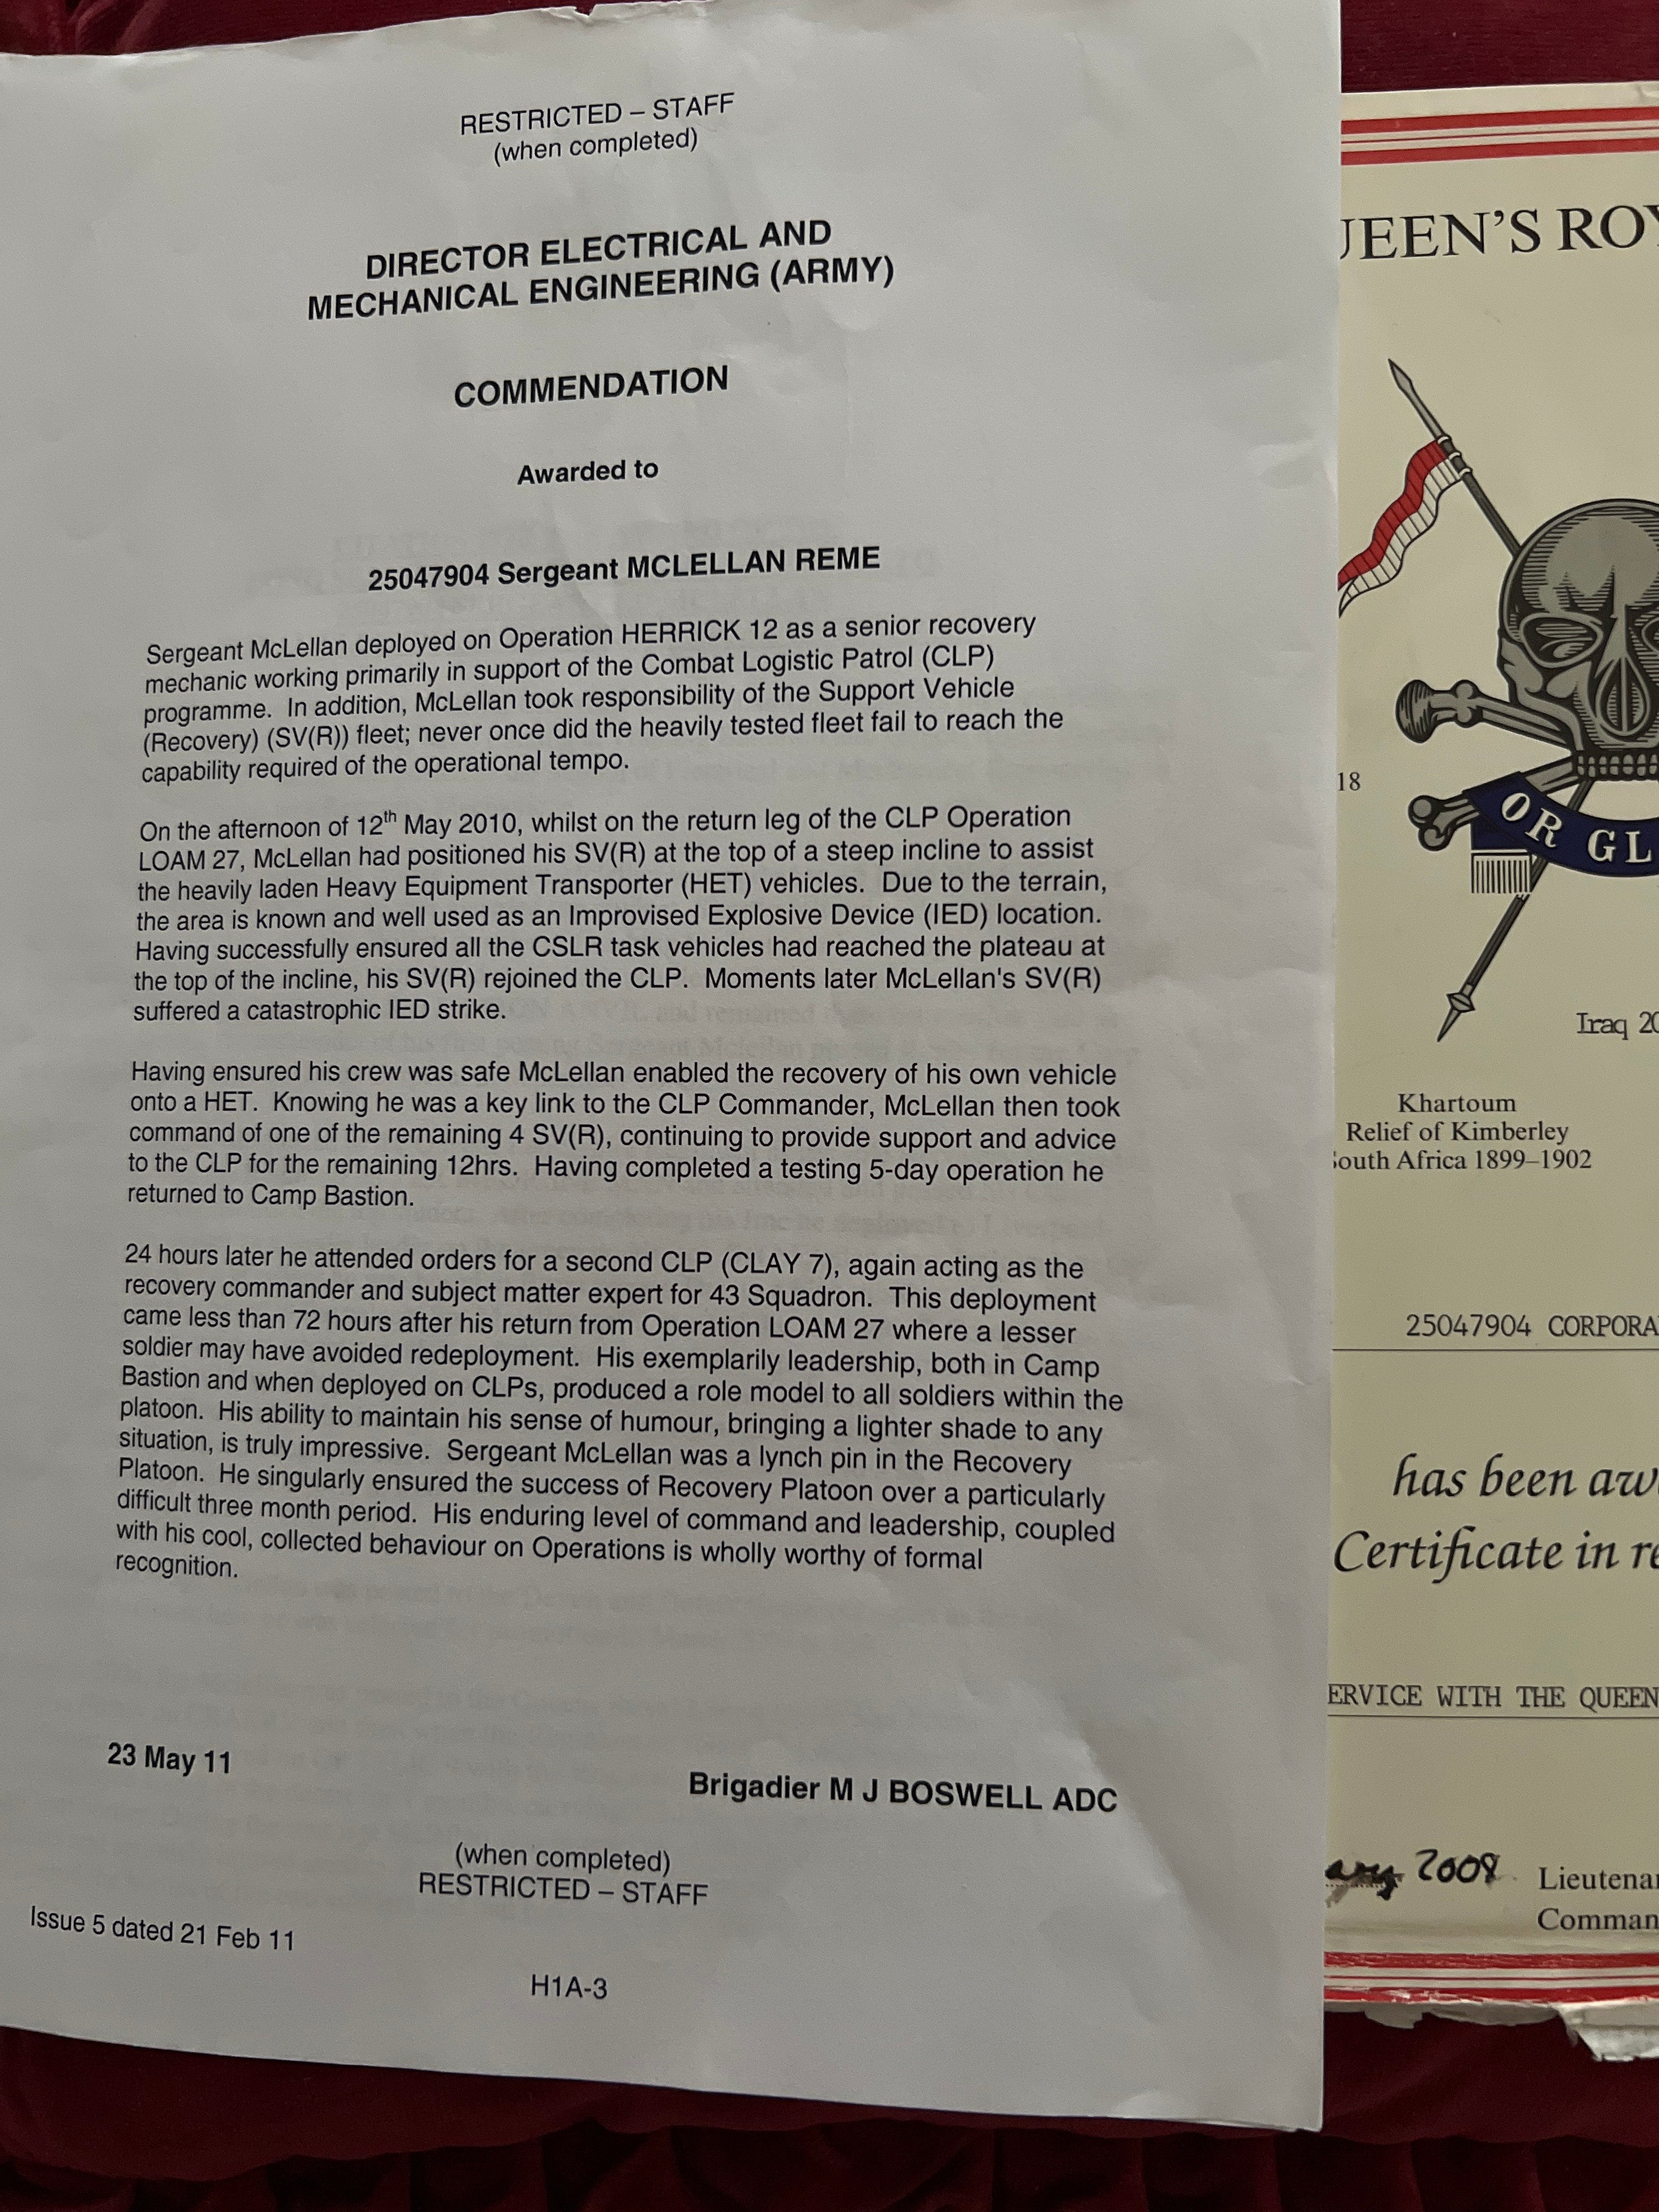 RESTRICTED – STAFF
(when completed)
DIRECTOR ELECTRICAL AND
MECHANICAL ENGINEERING (ARMY)
COMMENDATION
Awarded to
25047904 Sergeant MCLELLAN REME
Sergeant McLellan deployed on Operation HERRICK 12 as a senior recovery
mechanic working primarily in support of the Combat Logistic Patrol (CLP)
programme. In addition, McLellan took responsibility of the Support Vehicle
(Recovery) (SV(R)) fleet; never once did the heavily tested fleet fail to reach the
capability required of the operational tempo.
On the afternoon of 12th May 2010, whilst on the return leg of the CLP Operation
LOAM 27, McLellan had positioned his SV(R) at the top of a steep incline to assist
the heavily laden Heavy Equipment Transporter (HET) vehicles. Due to the terrain,
the area is known and well used as an Improvised Explosive Device (IED) location.
Having successfully ensured all the CSLR task vehicles had reached the plateau at
the top of the incline, his SV(R) rejoined the CLP. Moments later McLellan's SV(R)
suffered a catastrophic IED strike.
Having ensured his crew was safe McLellan enabled the recovery of his own vehicle
onto a HET. Knowing he was a key link to the CLP Commander, McLellan then took
command of one of the remaining 4 SV(R), continuing to provide support and advice
to the CLP for the remaining 12hrs. Having completed a testing 5-day operation he
returned to Camp Bastion.
24 hours later he attended orders for a second CLP (CLAY 7), again acting as the
recovery commander and subject matter expert for 43 Squadron. This deployment
came less than 72 hours after his return from Operation LOAM 27 where a lesser
soldier may have avoided redeployment. His exemplarily leadership, both in Camp
Bastion and when deployed on CLPs, produced a role model to all soldiers within the
platoon. His ability to maintain his sense of humour, bringing a lighter shade to any
situation, is truly impressive. Sergeant McLellan was a lynch pin in the Recovery
Platoon. He singularly ensured the success of Recovery Platoon over a particularly
difficult three month period. His enduring level of command and leadership, coupled
with his cool, collected behaviour on Operations is wholly worthy of formal
recognition.
23 May 11
Brigadier M J BOSWELL ADC
(when completed)
RESTRICTED – STAFF
Issue 5 dated 21 Feb 11
H1A-3
UEEN'S ROY
18
OR GL
Iraq 20
Khartoum
Relief of Kimberley
South Africa 1899–1902
25047904 CORPORA
has been aw
Certificate in re
ERVICE WITH THE QUEEN
ary 2008 Lieutenan
Comman